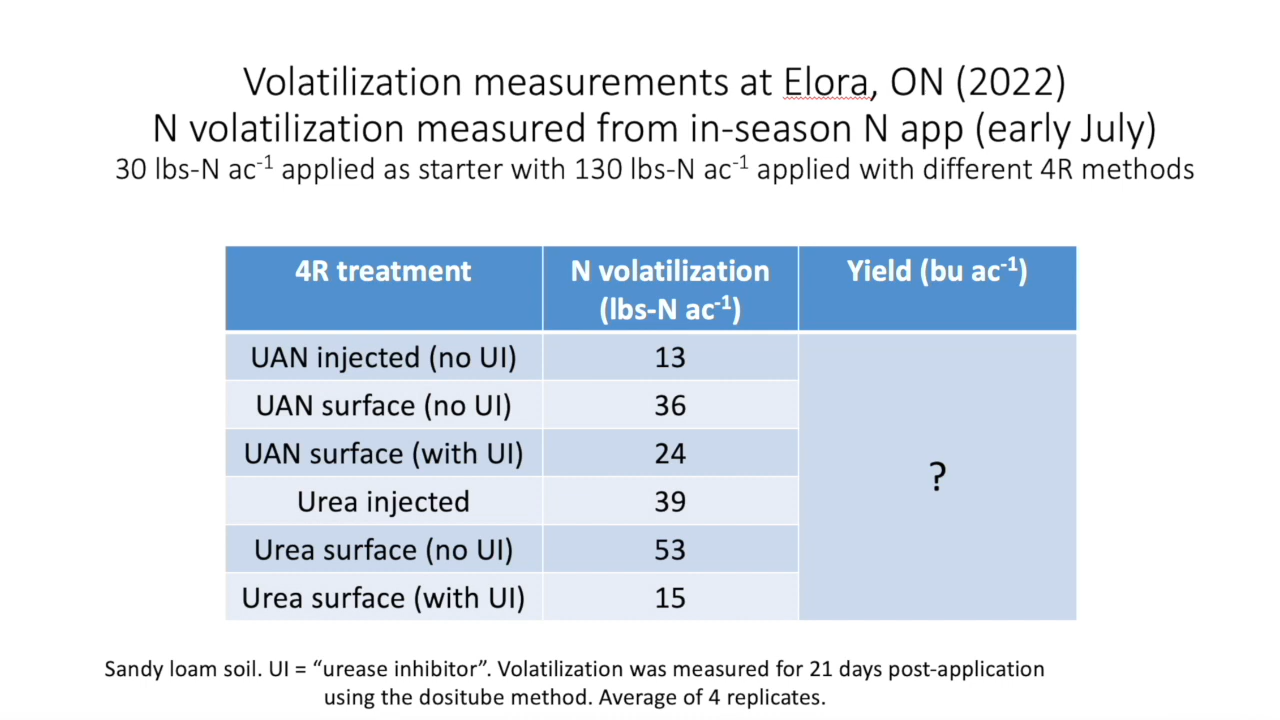 Volatilization measurements at Elora, ON (2022)
N volatilization measured from in-season N app (early July)
30 lbs-N ac⁻¹ applied as starter with 130 lbs-N ac⁻¹ applied with different 4R methods
4R treatment N volatilization (lbs-N ac⁻¹) Yield (bu ac⁻¹)
UAN injected (no UI) 13
UAN surface (no UI) 36
UAN surface (with UI) 24
?
Urea injected 39
Urea surface (no UI) 53
Urea surface (with UI) 15
Sandy loam soil. UI = “urease inhibitor”. Volatilization was measured for 21 days post-application
using the dositube method. Average of 4 replicates.